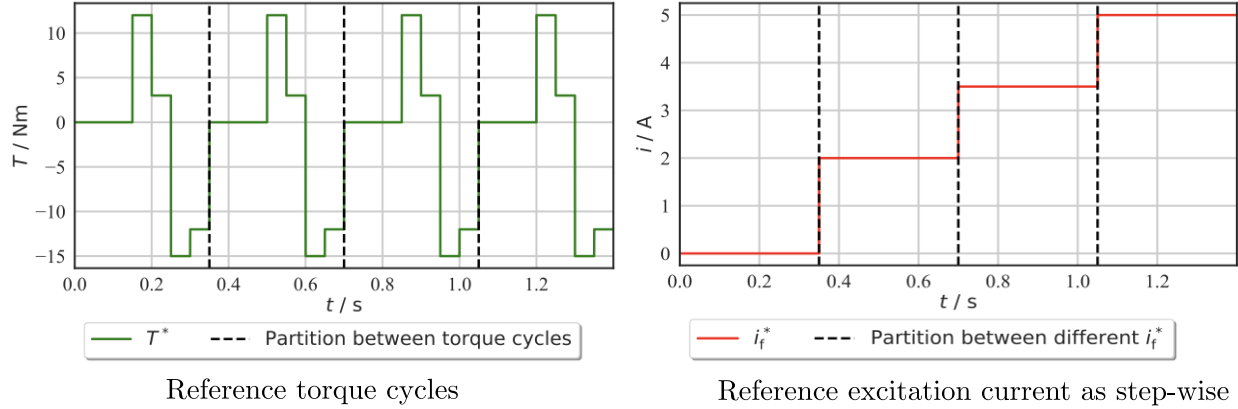 10
5
0
−5
−10
−15
T / Nm
0.0 0.2 0.4 0.6 0.8 1.0 1.2
t / s
T* Partition between torque cycles
Reference torque cycles
5
4
3
2
1
0
i / A
0.0 0.2 0.4 0.6 0.8 1.0 1.2
t / s
i_f* Partition between different i_f*
Reference excitation current as step-wise